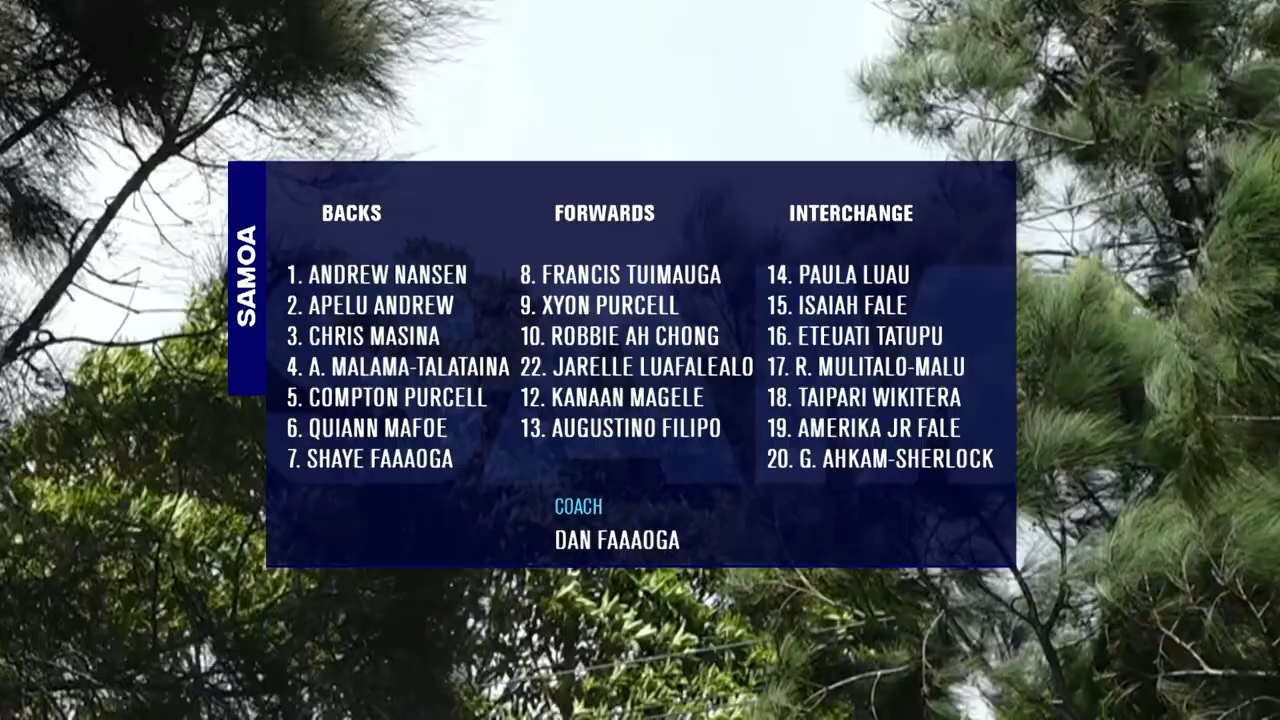 SAMOA
BACKS
1. ANDREW NANSEN
2. APELU ANDREW
3. CHRIS MASINA
4. A. MALAMA-TALATAINA
5. COMPTON PURCELL
6. QUIANN MAFOE
7. SHAYE FAAAOGA
FORWARDS
8. FRANCIS TUIMAUGA
9. XYON PURCELL
10. ROBBIE AH CHONG
22. JARELLE LUAFALEALO
12. KANAAN MAGELE
13. AUGUSTINO FILIPO
INTERCHANGE
14. PAULA LUAU
15. ISAIAH FALE
16. ETEUATI TATUPU
17. R. MULITALO-MALU
18. TAIPARI WIKITERA
19. AMERIKA JR FALE
20. G. AHKAM-SHERLOCK
COACH
DAN FAAAOGA